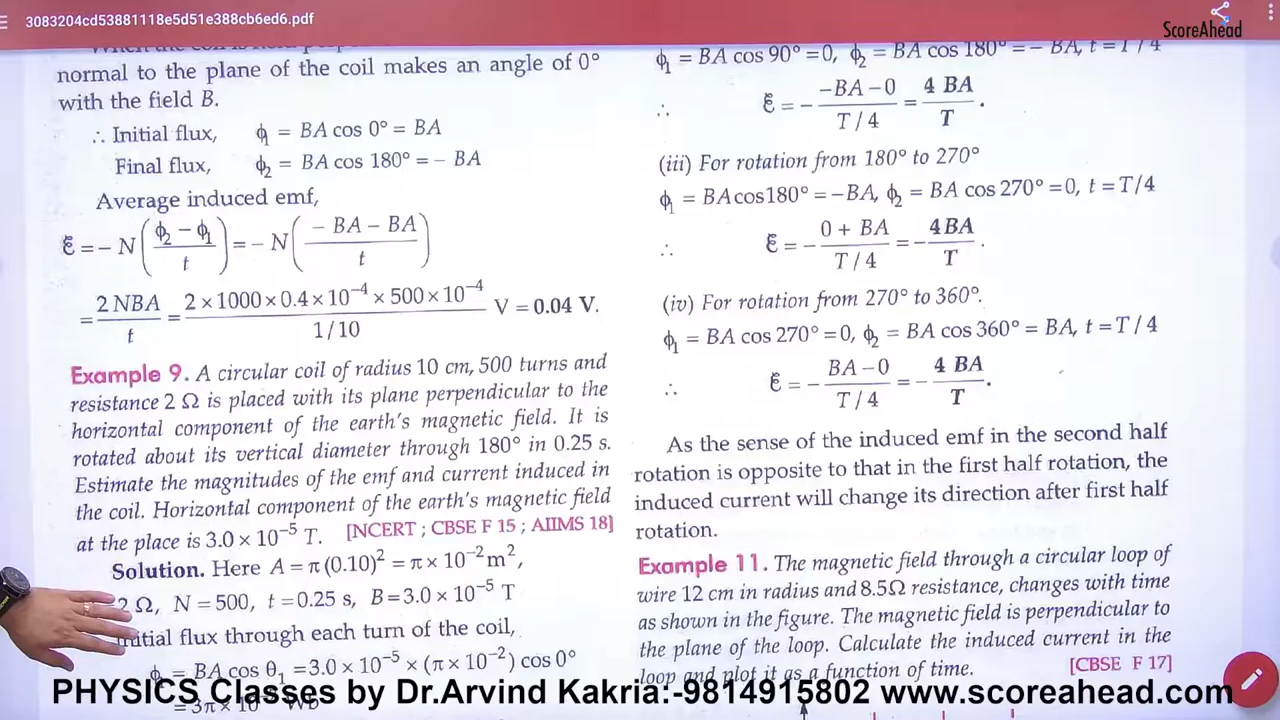 3083204cd53881118e5d51e388cb6ed6.pdf
ScoreAhead
normal to the plane of the coil makes an angle of 0°
with the field B.
∴ Initial flux, ϕ₁ = BA cos 0° = BA
Final flux, ϕ₂ = BA cos 180° = − BA
Average induced emf,
ℰ = − N ( ϕ₂ − ϕ₁ / t ) = − N ( − BA − BA / t )
= 2 NBA / t = 2 × 1000 × 0.4 × 10⁻⁴ × 500 × 10⁻⁴ / 1/10 V = 0.04 V.
Example 9. A circular coil of radius 10 cm, 500 turns and
resistance 2 Ω is placed with its plane perpendicular to the
horizontal component of the earth's magnetic field. It is
rotated about its vertical diameter through 180° in 0.25 s.
Estimate the magnitudes of the emf and current induced in
the coil. Horizontal component of the earth's magnetic field
at the place is 3.0 × 10⁻⁵ T. [NCERT ; CBSE F 15 ; AIIMS 18]
Solution. Here A = π (0.10)² = π × 10⁻² m²,
2 Ω, N = 500, t = 0.25 s, B = 3.0 × 10⁻⁵ T
flux through each turn of the coil,
ϕ₁ = BA cos θ₁ = 3.0 × 10⁻⁵ × (π × 10⁻²) cos 0°
ϕ₁ = BA cos 90° = 0, ϕ₂ = BA cos 180° = − BA, t = T / 4
∴ ℰ = − −BA − 0 / T / 4 = 4 BA / T .
(iii) For rotation from 180° to 270°
ϕ₁ = BA cos 180° = −BA, ϕ₂ = BA cos 270° = 0, t = T/4
∴ ℰ = − 0 + BA / T / 4 = − 4BA / T .
(iv) For rotation from 270° to 360°.
ϕ₁ = BA cos 270° = 0, ϕ₂ = BA cos 360° = BA, t = T / 4
∴ ℰ = − BA − 0 / T / 4 = − 4 BA / T .
As the sense of the induced emf in the second half
rotation is opposite to that in the first half rotation, the
induced current will change its direction after first half
rotation.
Example 11. The magnetic field through a circular loop of
wire 12 cm in radius and 8.5Ω resistance, changes with time
as shown in the figure. The magnetic field is perpendicular to
the plane of the loop. Calculate the induced current in the
loop and plot it as a function of time. [CBSE F 17]
PHYSICS Classes by Dr.Arvind Kakria:-9814915802 www.scoreahead.com